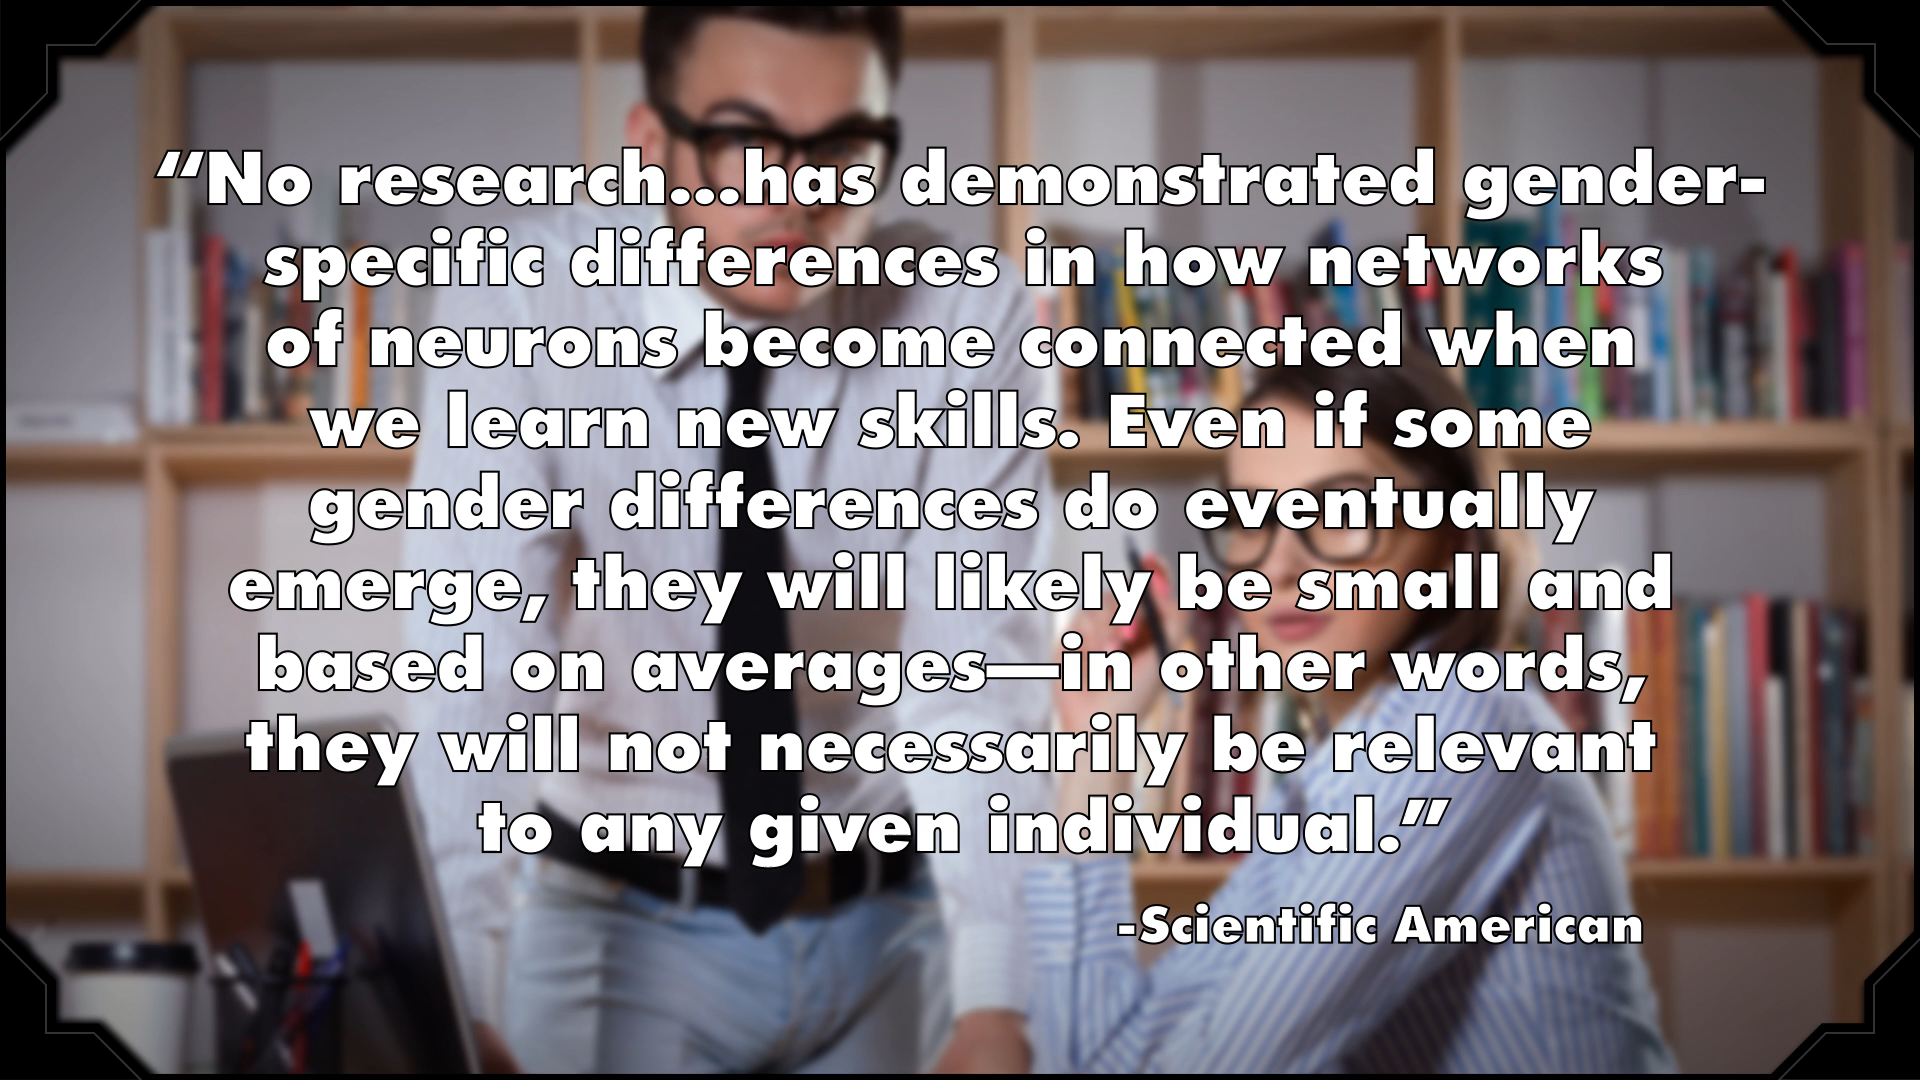 “No research...has demonstrated gender-
specific differences in how networks
of neurons become connected when
we learn new skills. Even if some
gender differences do eventually
emerge, they will likely be small and
based on averages—in other words,
they will not necessarily be relevant
to any given individual.”
-Scientific American